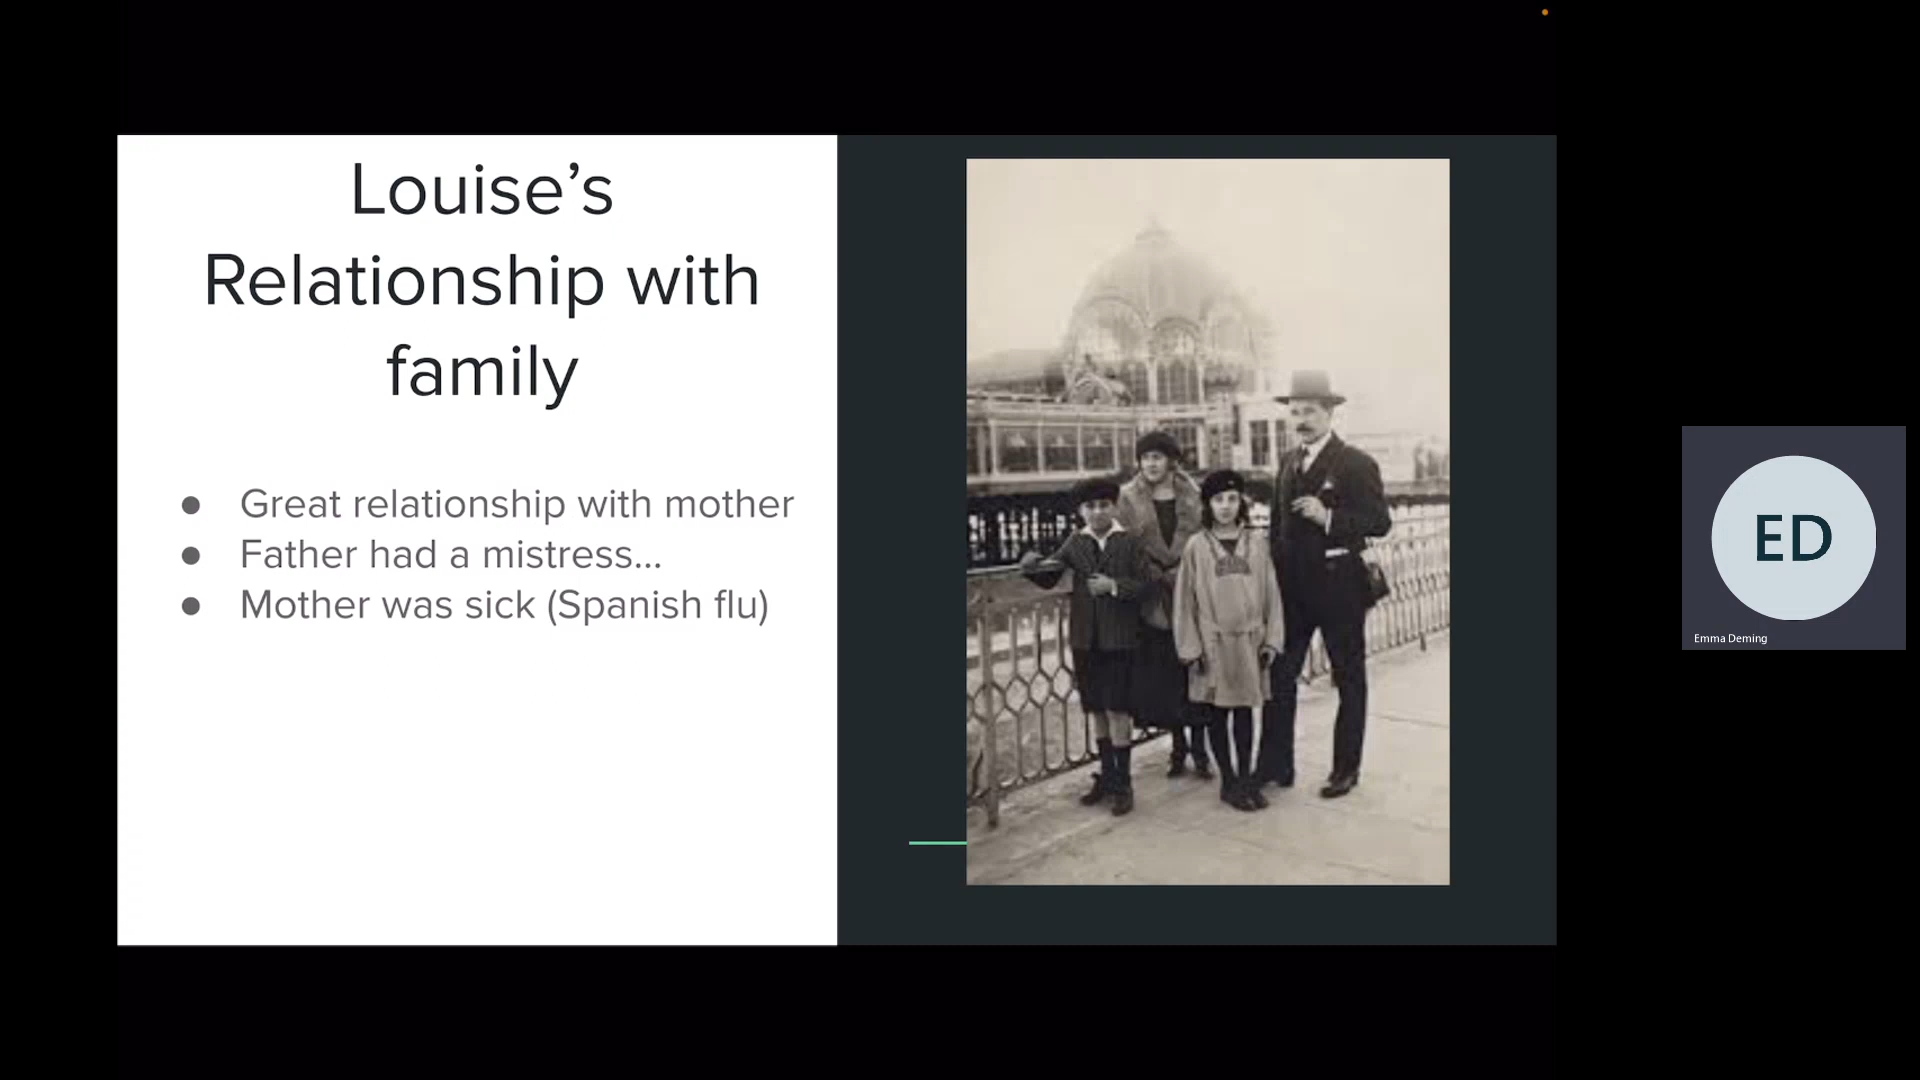 Louise’s
Relationship with
family
● Great relationship with mother
● Father had a mistress...
● Mother was sick (Spanish flu)
ED
Emma Deming